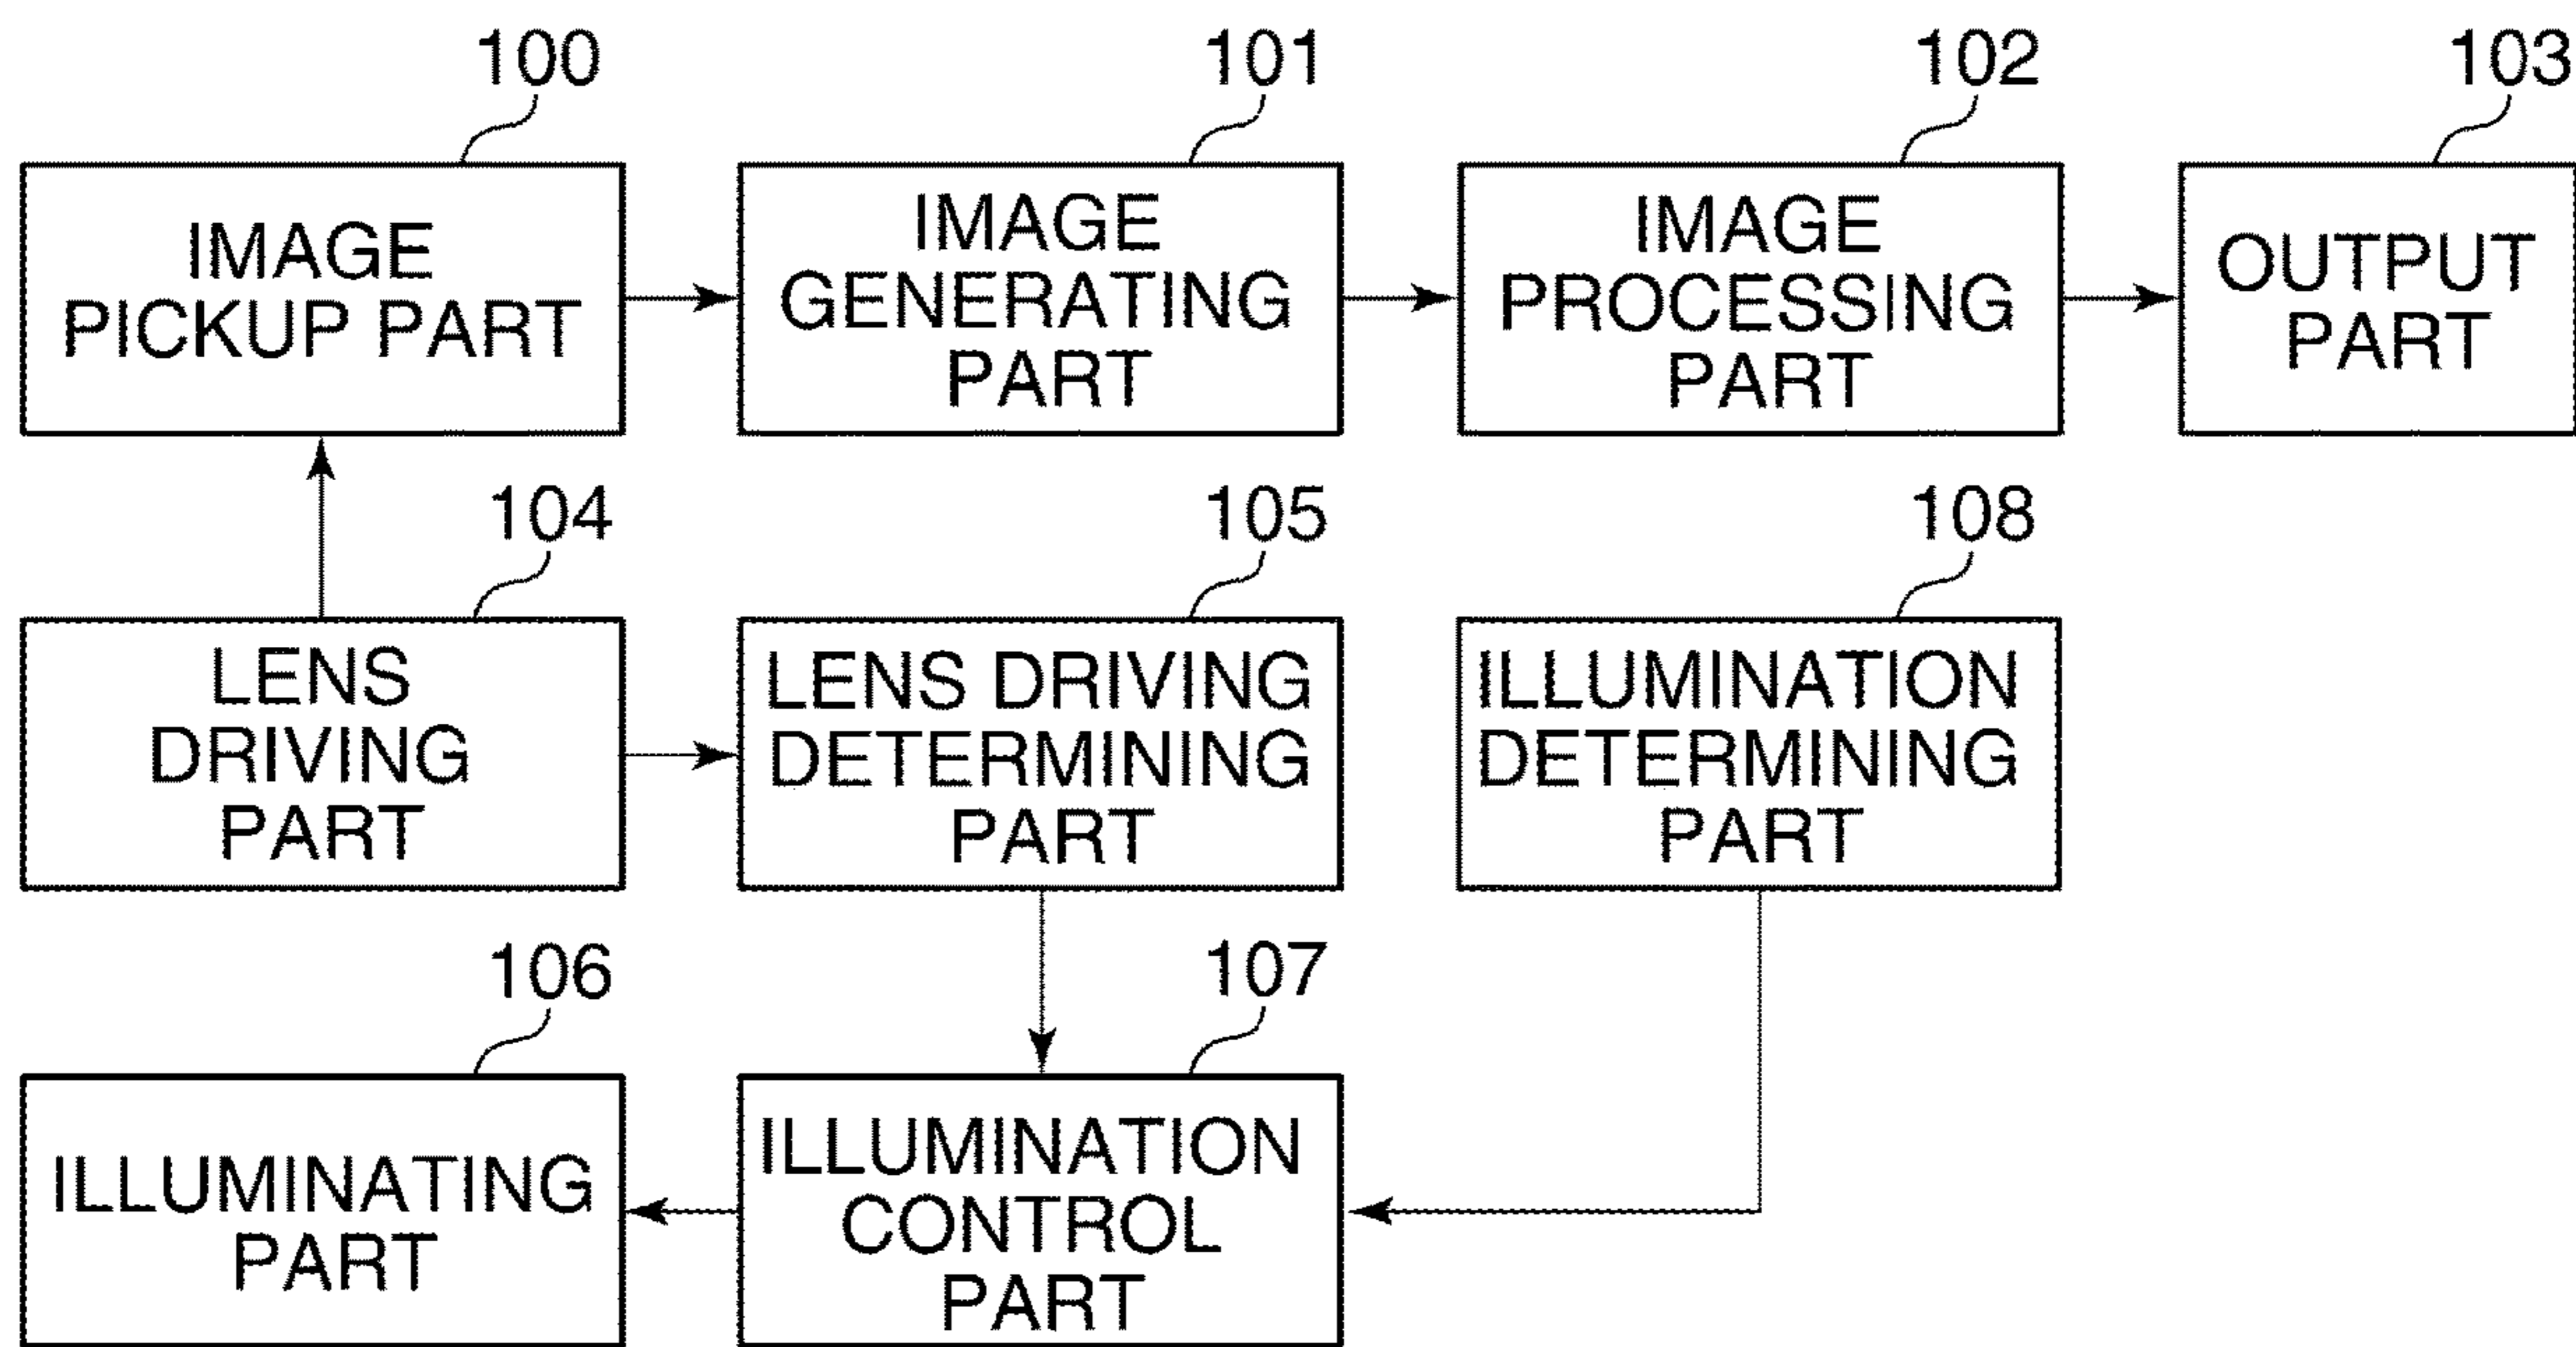 100
IMAGE
PICKUP PART
101
IMAGE
GENERATING
PART
102
IMAGE
PROCESSING
PART
103
OUTPUT
PART
104
LENS
DRIVING
PART
105
LENS DRIVING
DETERMINING
PART
108
ILLUMINATION
DETERMINING
PART
106
ILLUMINATING
PART
107
ILLUMINATION
CONTROL
PART